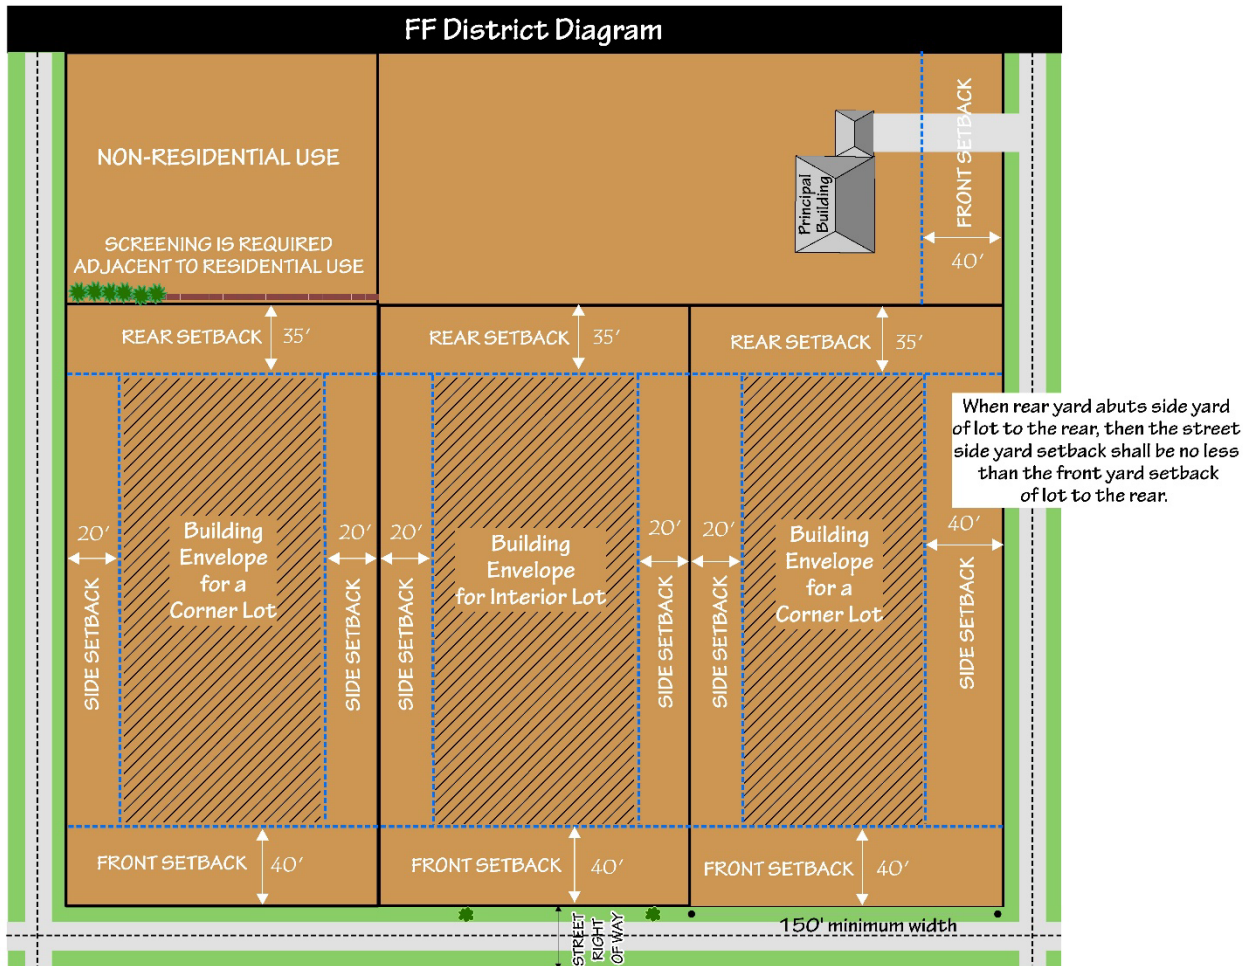 FF District Diagram
NON-RESIDENTIAL USE
SCREENING IS REQUIRED
ADJACENT TO RESIDENTIAL USE
Principal
Building
FRONT SETBACK
40'
REAR SETBACK 35'
REAR SETBACK 35'
REAR SETBACK 35'
When rear yard abuts side yard
of lot to the rear, then the street
side yard setback shall be no less
than the front yard setback
of lot to the rear.
20'
SIDE SETBACK
Building
Envelope
for a
Corner Lot
20'
SIDE SETBACK
20'
SIDE SETBACK
Building
Envelope
for Interior Lot
20'
SIDE SETBACK
20'
SIDE SETBACK
Building
Envelope
for a
Corner Lot
40'
SIDE SETBACK
FRONT SETBACK 40'
FRONT SETBACK 40'
FRONT SETBACK 40'
STREET
RIGHT
OF WAY
150' minimum width